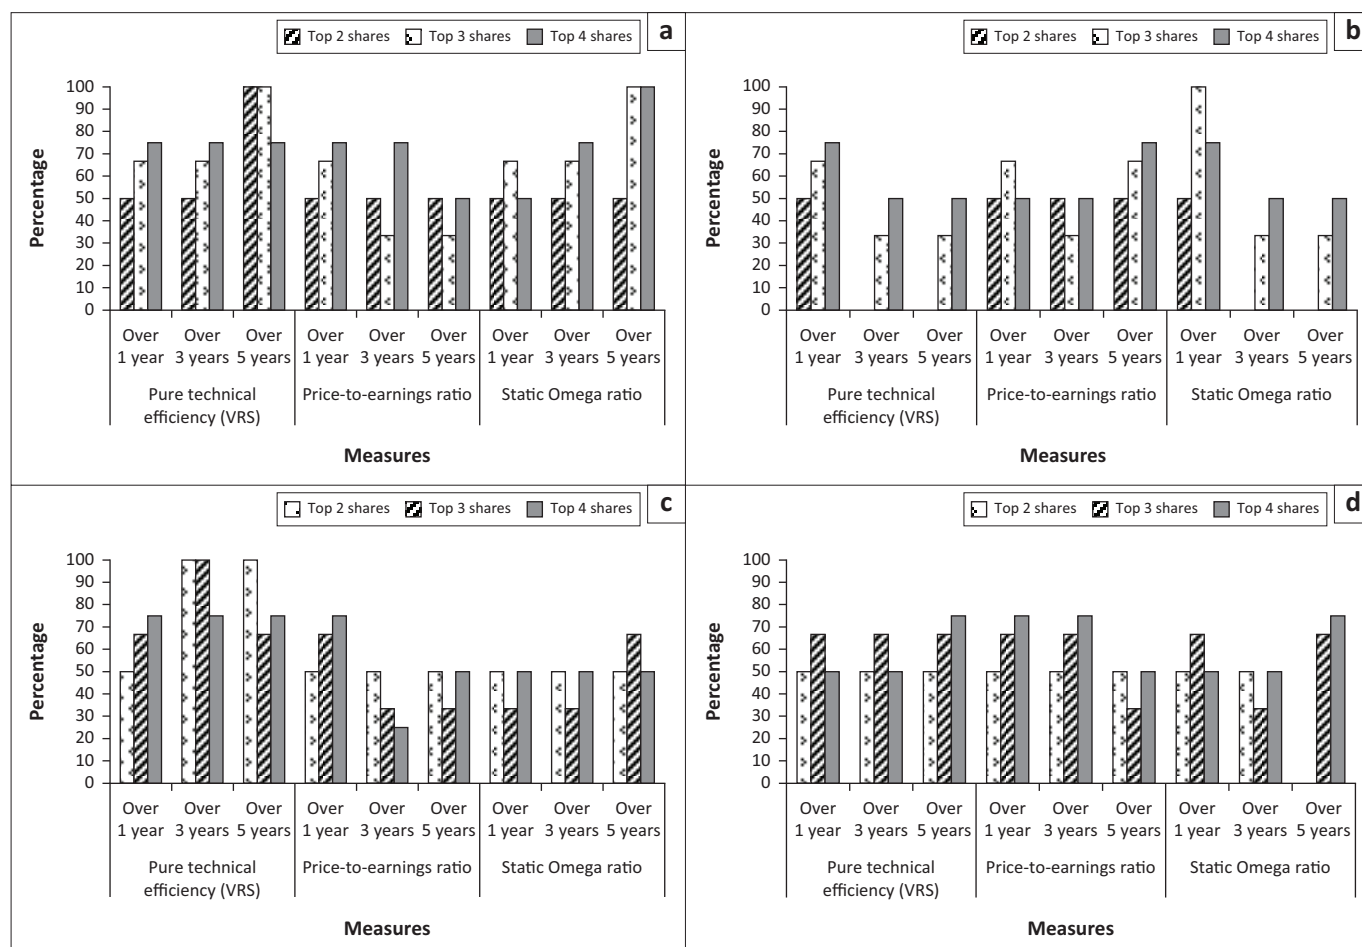 Top 2 shares Top 3 shares Top 4 shares
a
Percentage
100
90
80
70
60
50
40
30
20
10
0
Over 1 year Over 3 years Over 5 years Over 1 year Over 3 years Over 5 years Over 1 year Over 3 years Over 5 years
Pure technical efficiency (VRS) Price-to-earnings ratio Static Omega ratio
Measures
Top 2 shares Top 3 shares Top 4 shares
b
Percentage
100
90
80
70
60
50
40
30
20
10
0
Over 1 year Over 3 years Over 5 years Over 1 year Over 3 years Over 5 years Over 1 year Over 3 years Over 5 years
Pure technical efficiency (VRS) Price-to-earnings ratio Static Omega ratio
Measures
Top 2 shares Top 3 shares Top 4 shares
c
Percentage
100
90
80
70
60
50
40
30
20
10
0
Over 1 year Over 3 years Over 5 years Over 1 year Over 3 years Over 5 years Over 1 year Over 3 years Over 5 years
Pure technical efficiency (VRS) Price-to-earnings ratio Static Omega ratio
Measures
Top 2 shares Top 3 shares Top 4 shares
d
Percentage
100
90
80
70
60
50
40
30
20
10
0
Over 1 year Over 3 years Over 5 years Over 1 year Over 3 years Over 5 years Over 1 year Over 3 years Over 5 years
Pure technical efficiency (VRS) Price-to-earnings ratio Static Omega ratio
Measures